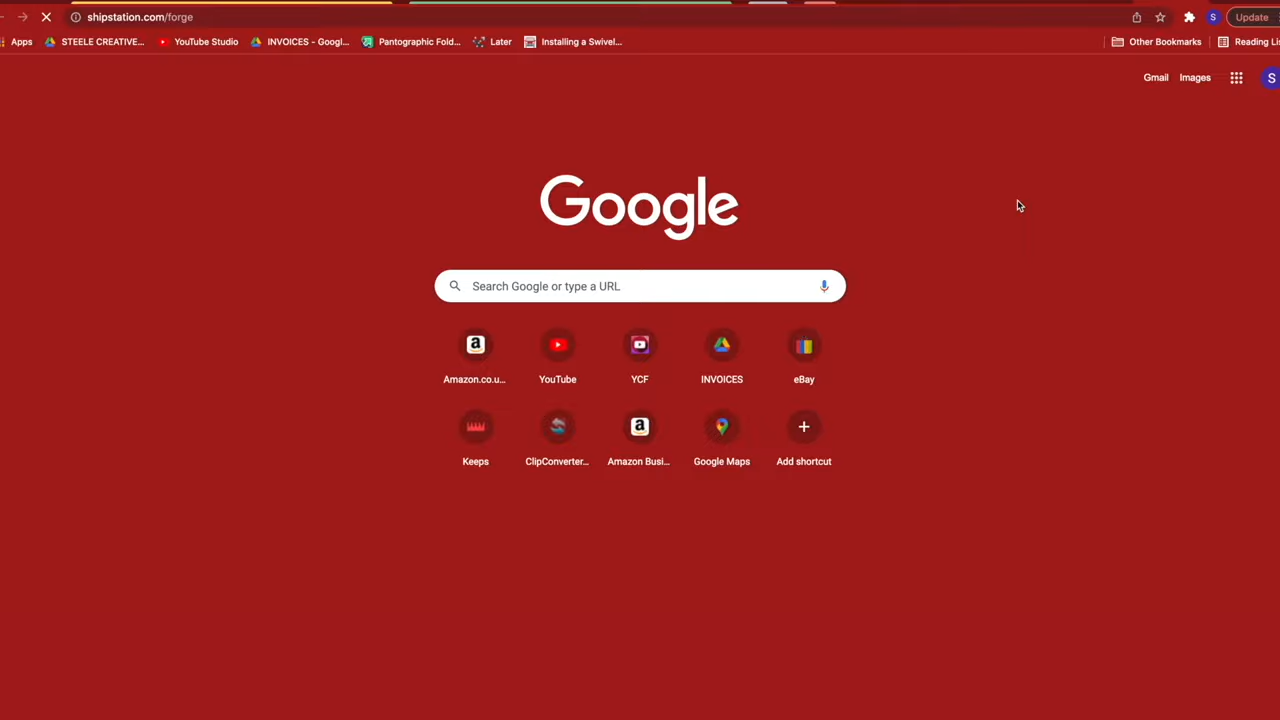 shipstation.com/forge
S
Update
Apps
STEELE CREATIVE...
YouTube Studio
INVOICES - Googl...
Pantographic Fold...
Later
Installing a Swivel...
Other Bookmarks
Reading Lis
Gmail
Images
S
Google
Search Google or type a URL
Amazon.co.u...
YouTube
YCF
INVOICES
eBay
Keeps
ClipConverter...
Amazon Busi...
Google Maps
Add shortcut